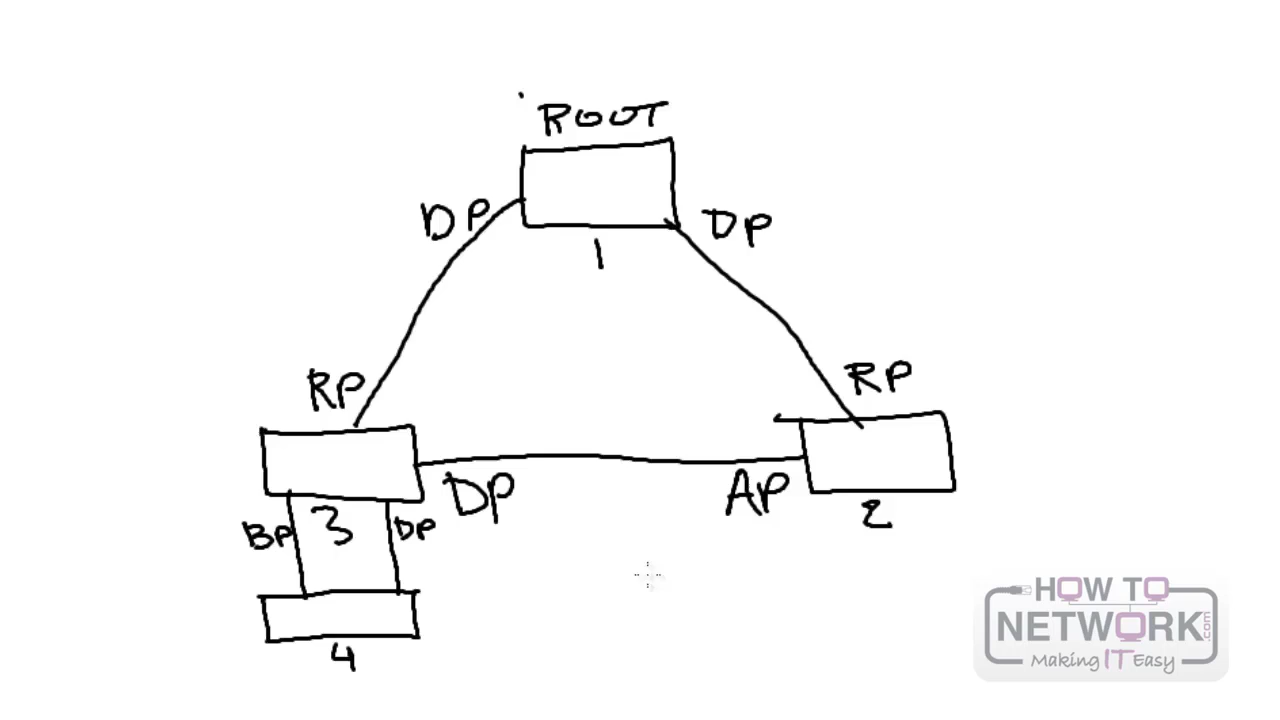 ROOT
DP
DP
1
RP
RP
DP
AP
BP
3
DP
2
4
HOW TO
NETWORK.com
Making IT Easy